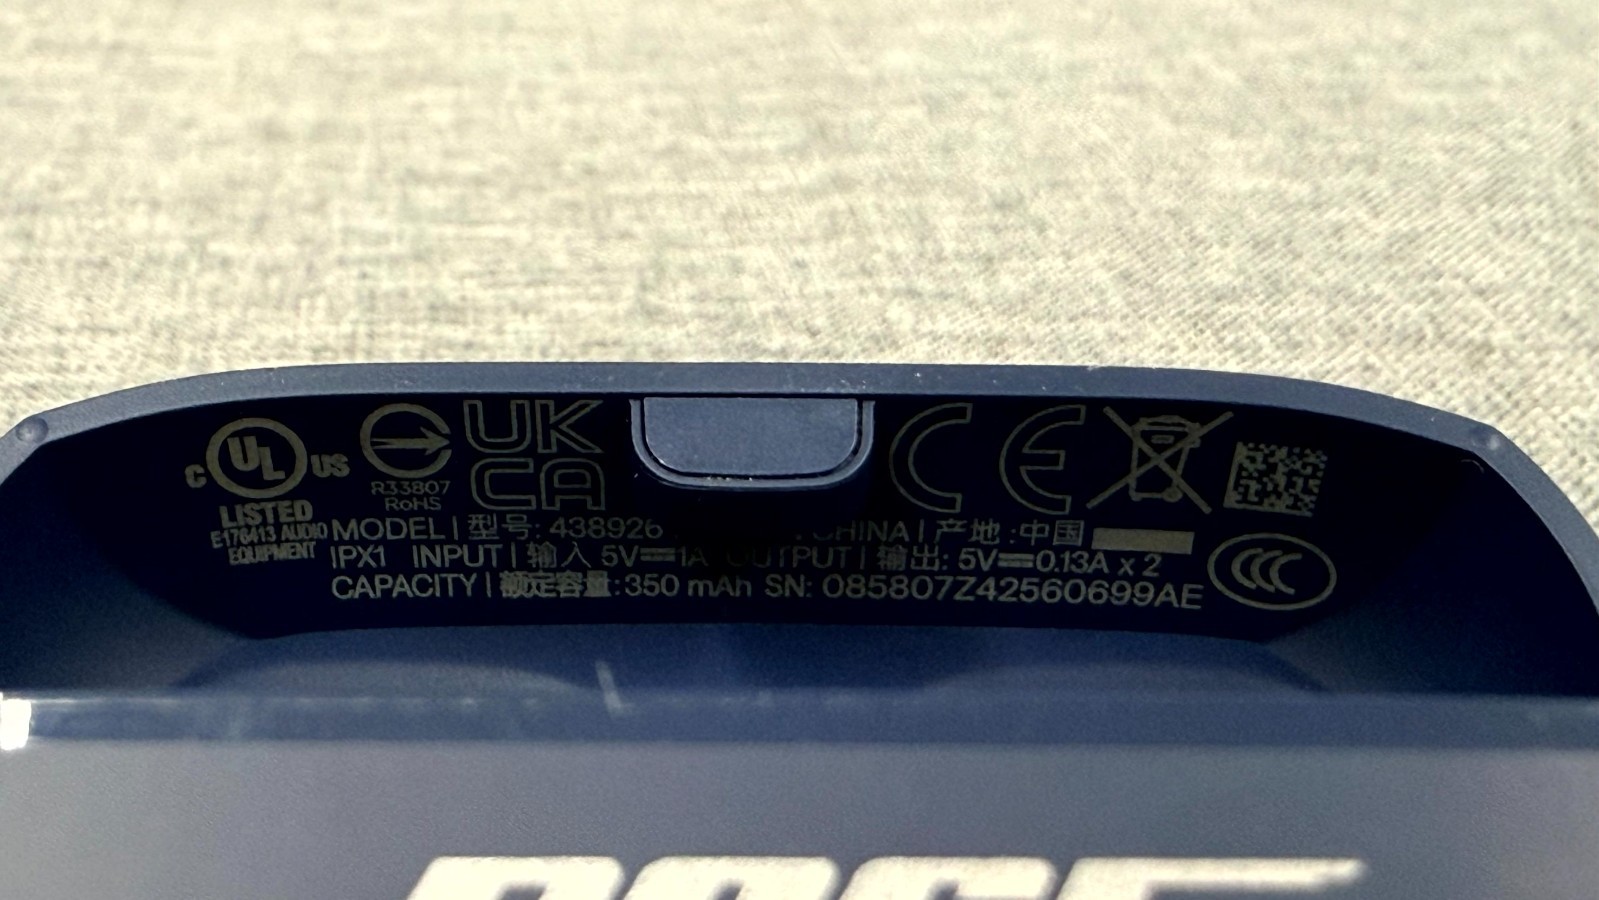 C UL US
LISTED
E176413 AUDIO
EQUIPMENT
R33807
RoHS
UK
CA
CE
MODEL | 型号: 438926
CHINA | 产地 :中国
IPX1 INPUT | 输入 5V⎓1A OUTPUT | 输出: 5V⎓0.13A x 2
CAPACITY | 额定容量:350 mAh SN: 085807Z42560699AE
CCC